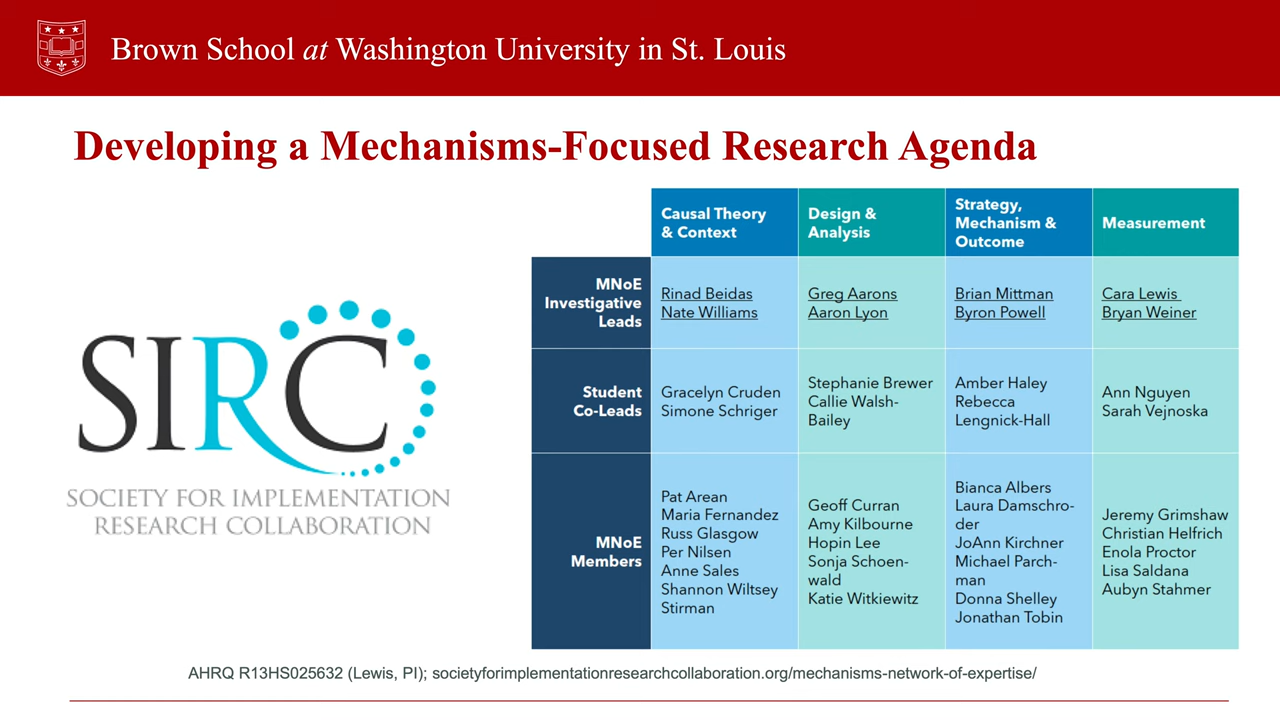 Brown School at Washington University in St. Louis
Developing a Mechanisms-Focused Research Agenda
SIRC
SOCIETY FOR IMPLEMENTATION
RESEARCH COLLABORATION
Causal Theory
& Context
Design &
Analysis
Strategy,
Mechanism &
Outcome
Measurement
MNoE
Investigative
Leads
Rinad Beidas
Nate Williams
Greg Aarons
Aaron Lyon
Brian Mittman
Byron Powell
Cara Lewis
Bryan Weiner
Student
Co-Leads
Gracelyn Cruden
Simone Schriger
Stephanie Brewer
Callie Walsh-
Bailey
Amber Haley
Rebecca
Lengnick-Hall
Ann Nguyen
Sarah Vejnoska
MNoE
Members
Pat Arean
Maria Fernandez
Russ Glasgow
Per Nilsen
Anne Sales
Shannon Wiltsey
Stirman
Geoff Curran
Amy Kilbourne
Hopin Lee
Sonja Schoen-
wald
Katie Witkiewitz
Bianca Albers
Laura Damschro-
der
JoAnn Kirchner
Michael Parch-
man
Donna Shelley
Jonathan Tobin
Jeremy Grimshaw
Christian Helfrich
Enola Proctor
Lisa Saldana
Aubyn Stahmer
AHRQ R13HS025632 (Lewis, PI); societyforimplementationresearchcollaboration.org/mechanisms-network-of-expertise/